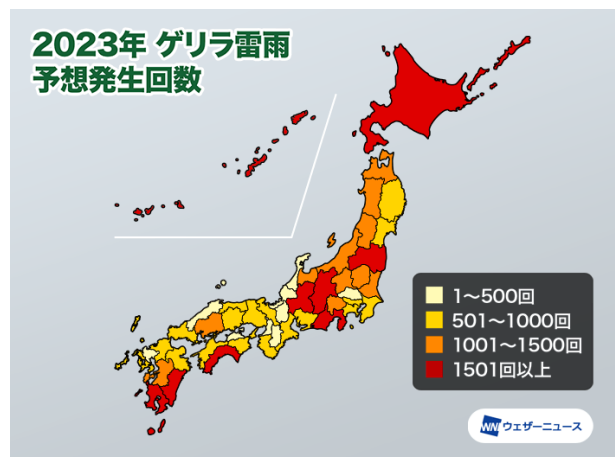 2023年 ゲリラ雷雨
予想発生回数
1〜500回
501〜1000回
1001〜1500回
1501回以上
WNI ウェザーニュース